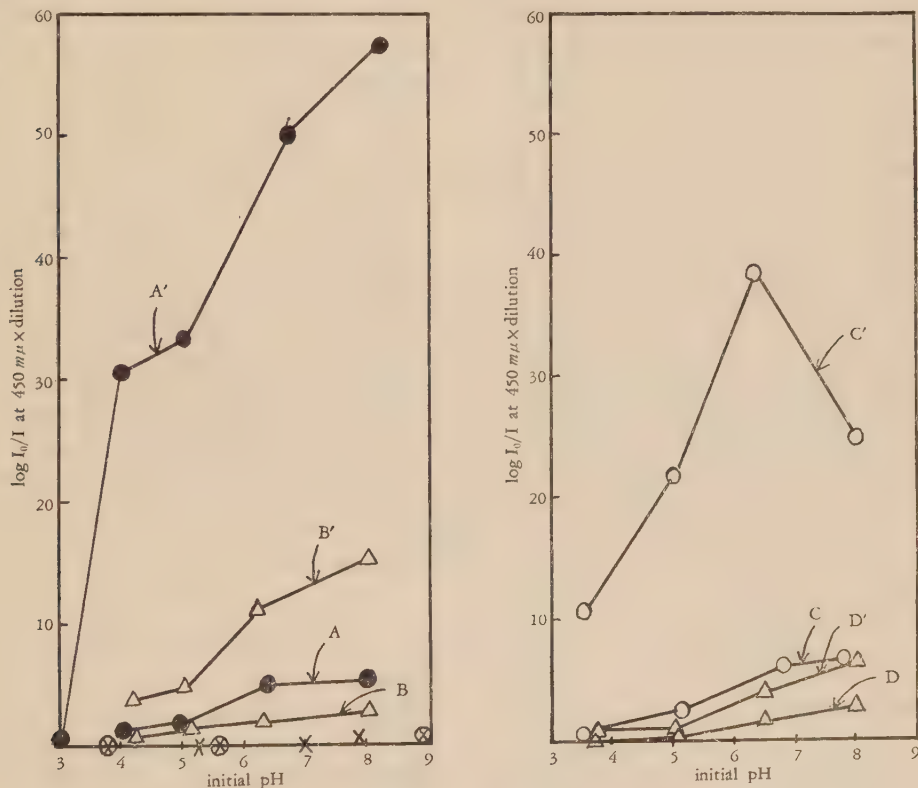 60
50
40
30
20
10
3 4 5 6 7 8 9
initial pH
log I₀/I at 450 mμ × dilution
A'
B'
A
B
60
50
40
30
20
10
3 4 5 6 7 8 9
initial pH
log I₀/I at 450 mμ × dilution
C'
C
D'
D